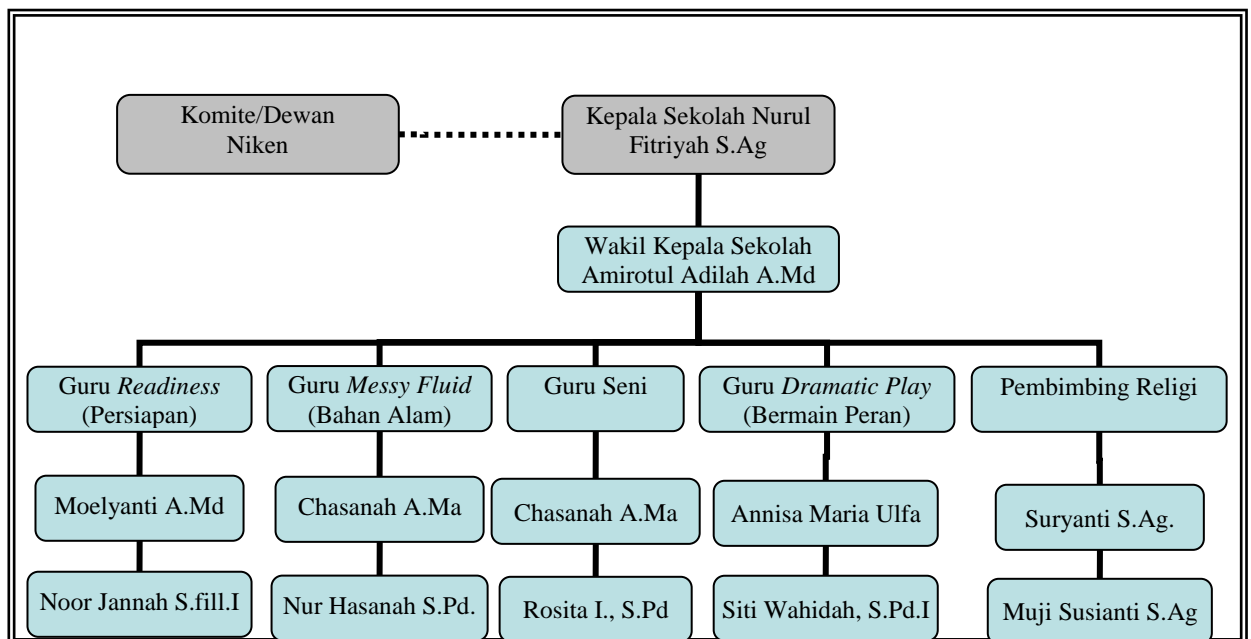 Komite/Dewan
Niken
Kepala Sekolah Nurul
Fitriyah S.Ag
Wakil Kepala Sekolah
Amirotul Adilah A.Md
Guru Readiness
(Persiapan)
Guru Messy Fluid
(Bahan Alam)
Guru Seni
Guru Dramatic Play
(Bermain Peran)
Pembimbing Religi
Moelyanti A.Md
Chasanah A.Ma
Chasanah A.Ma
Annisa Maria Ulfa
Suryanti S.Ag.
Noor Jannah S.fill.I
Nur Hasanah S.Pd.
Rosita I., S.Pd
Siti Wahidah, S.Pd.I
Muji Susianti S.Ag